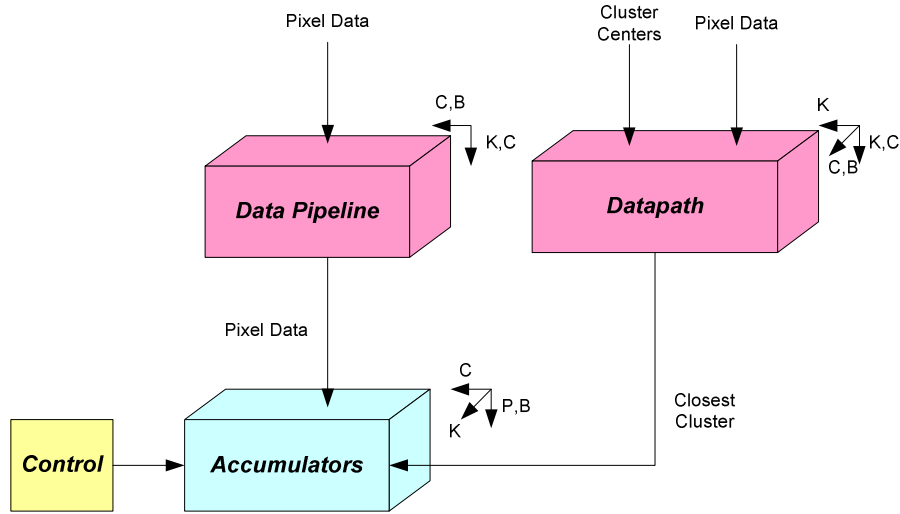 Pixel Data
Cluster
Centers
Pixel Data
C,B
K,C
K
K,C
C,B
Data Pipeline
Datapath
Pixel Data
C
P,B
K
Closest
Cluster
Control
Accumulators